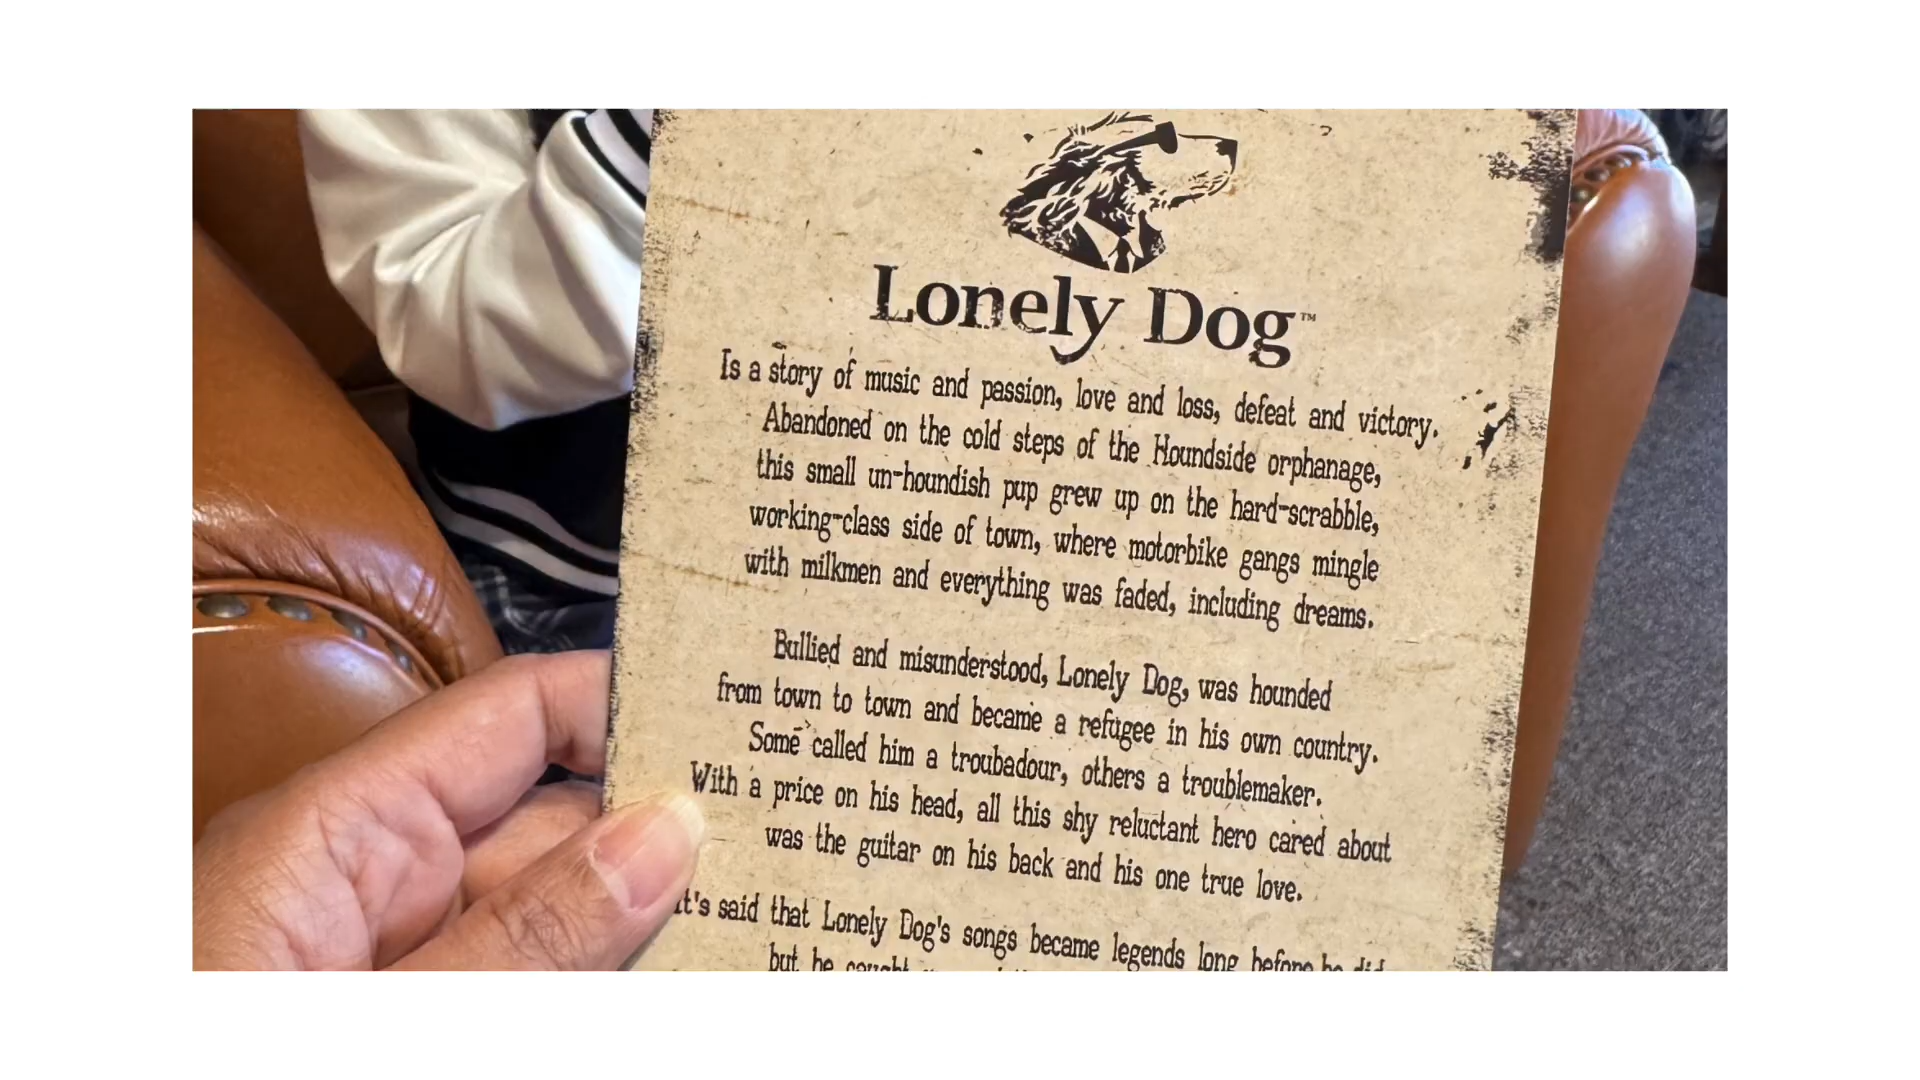 Lonely Dog™
Is a story of music and passion, love and loss, defeat and victory.
Abandoned on the cold steps of the Houndside orphanage,
this small un-houndish pup grew up on the hard-scrabble,
working-class side of town, where motorbike gangs mingle
with milkmen and everything was faded, including dreams.
Bullied and misunderstood, Lonely Dog, was hounded
from town to town and became a refugee in his own country.
Some called him a troubadour, others a troublemaker.
With a price on his head, all this shy reluctant hero cared about
was the guitar on his back and his one true love.
It's said that Lonely Dog's songs became legends long before he did
but he caught